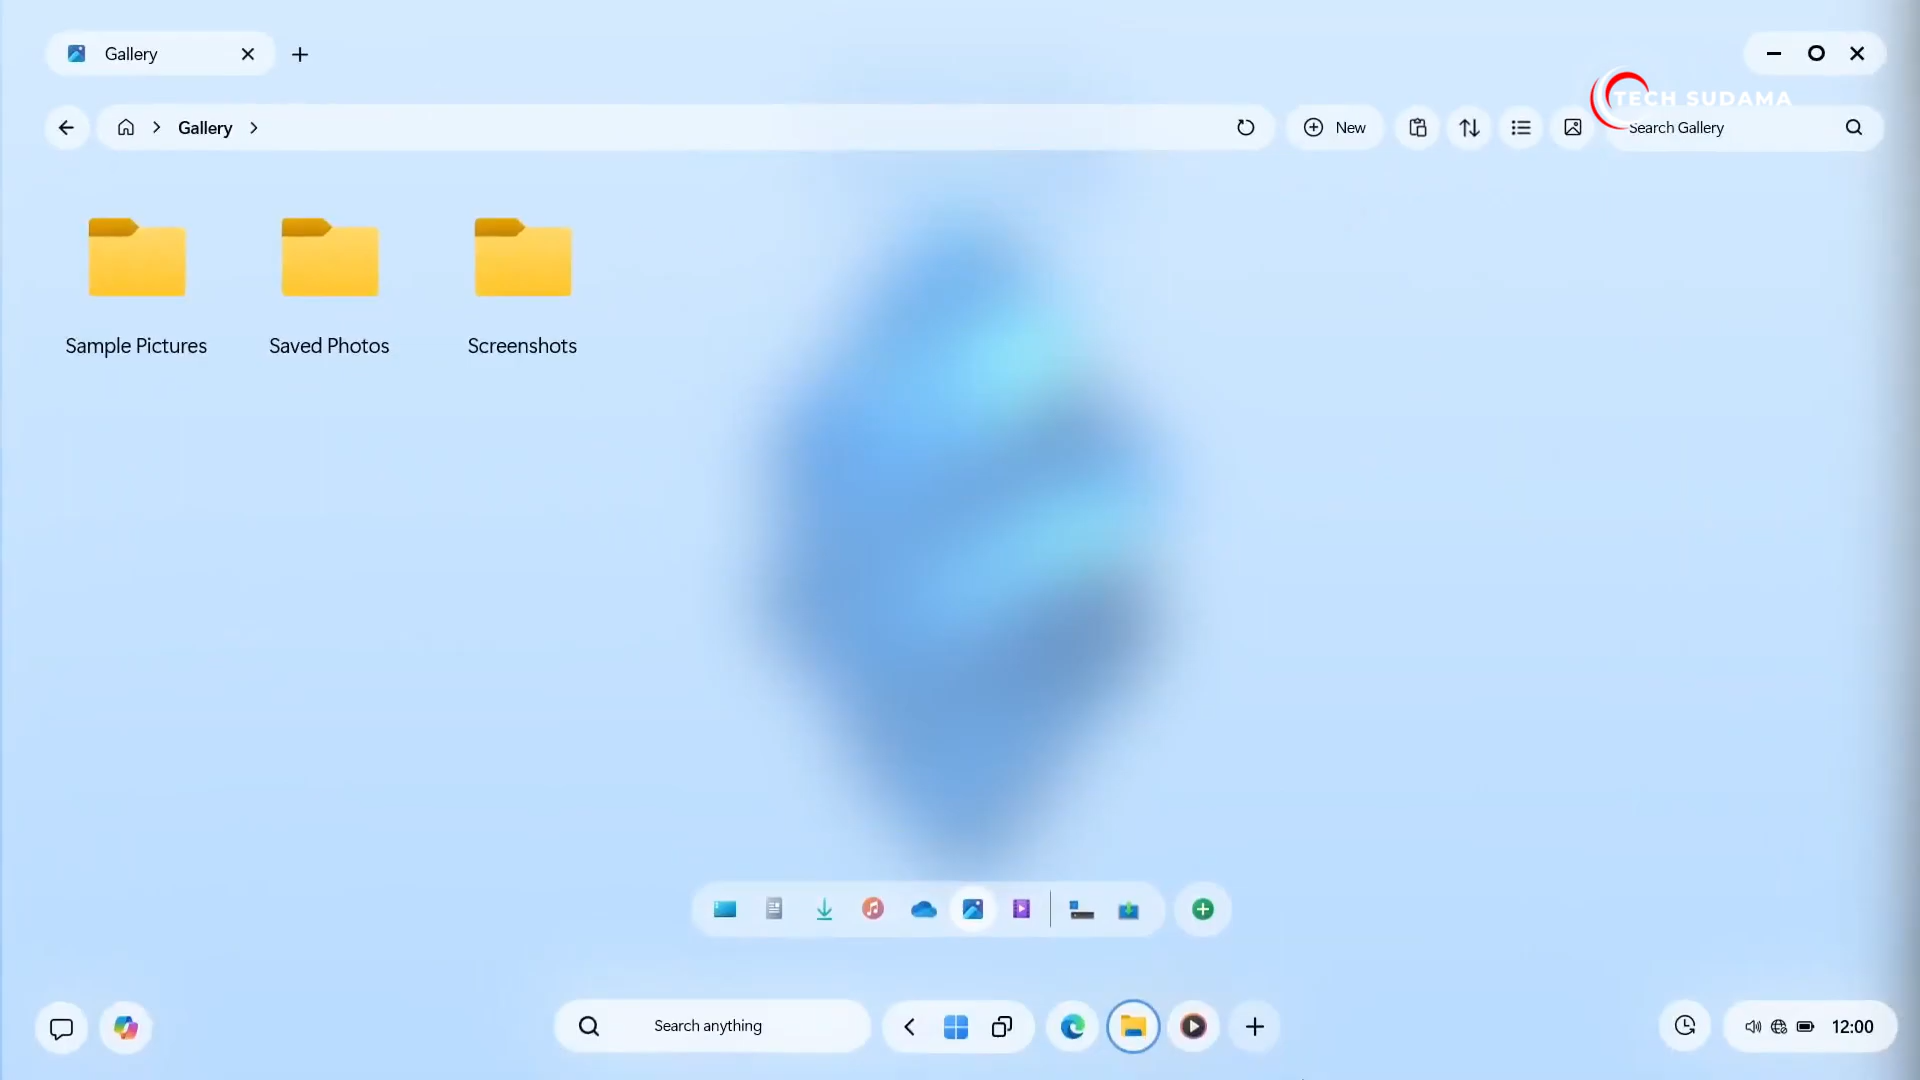 Gallery
TECH SUDAMA
Gallery
New
Search Gallery
Sample Pictures
Saved Photos
Screenshots
Search anything
12:00